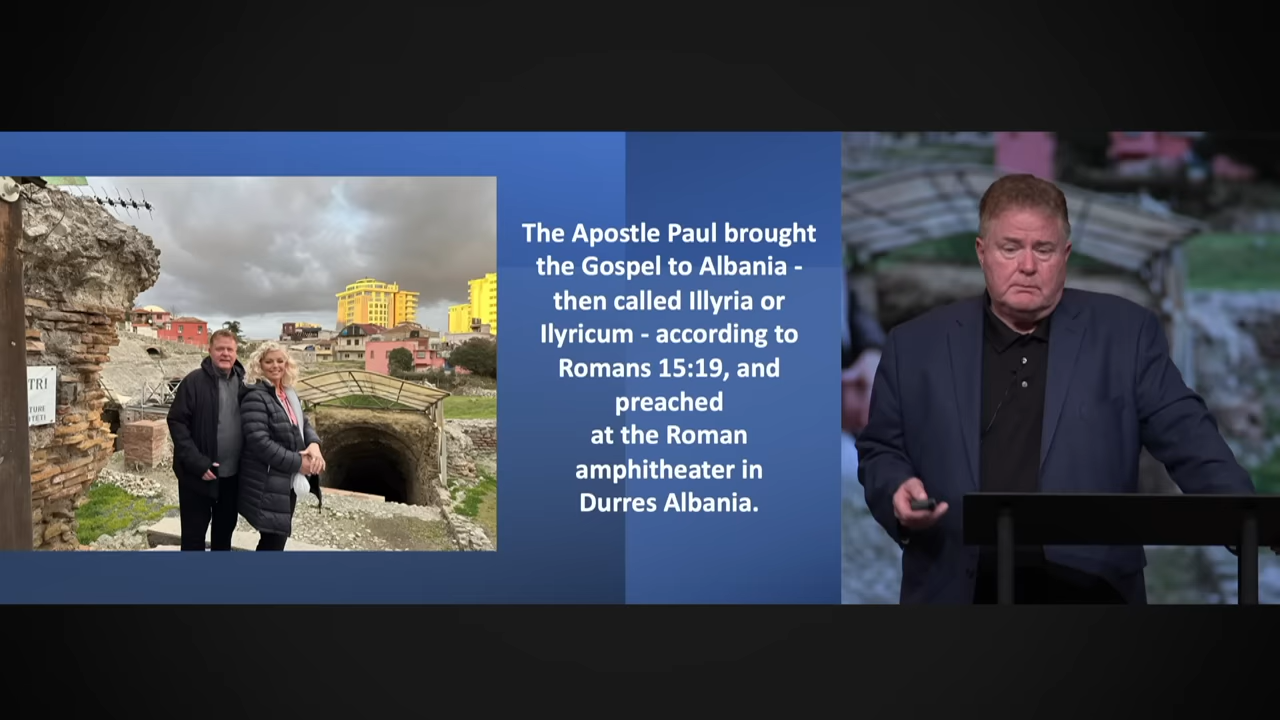 TRI
The Apostle Paul brought
the Gospel to Albania -
then called Illyria or
Ilyricum - according to
Romans 15:19, and
preached
at the Roman
amphitheater in
Durres Albania.